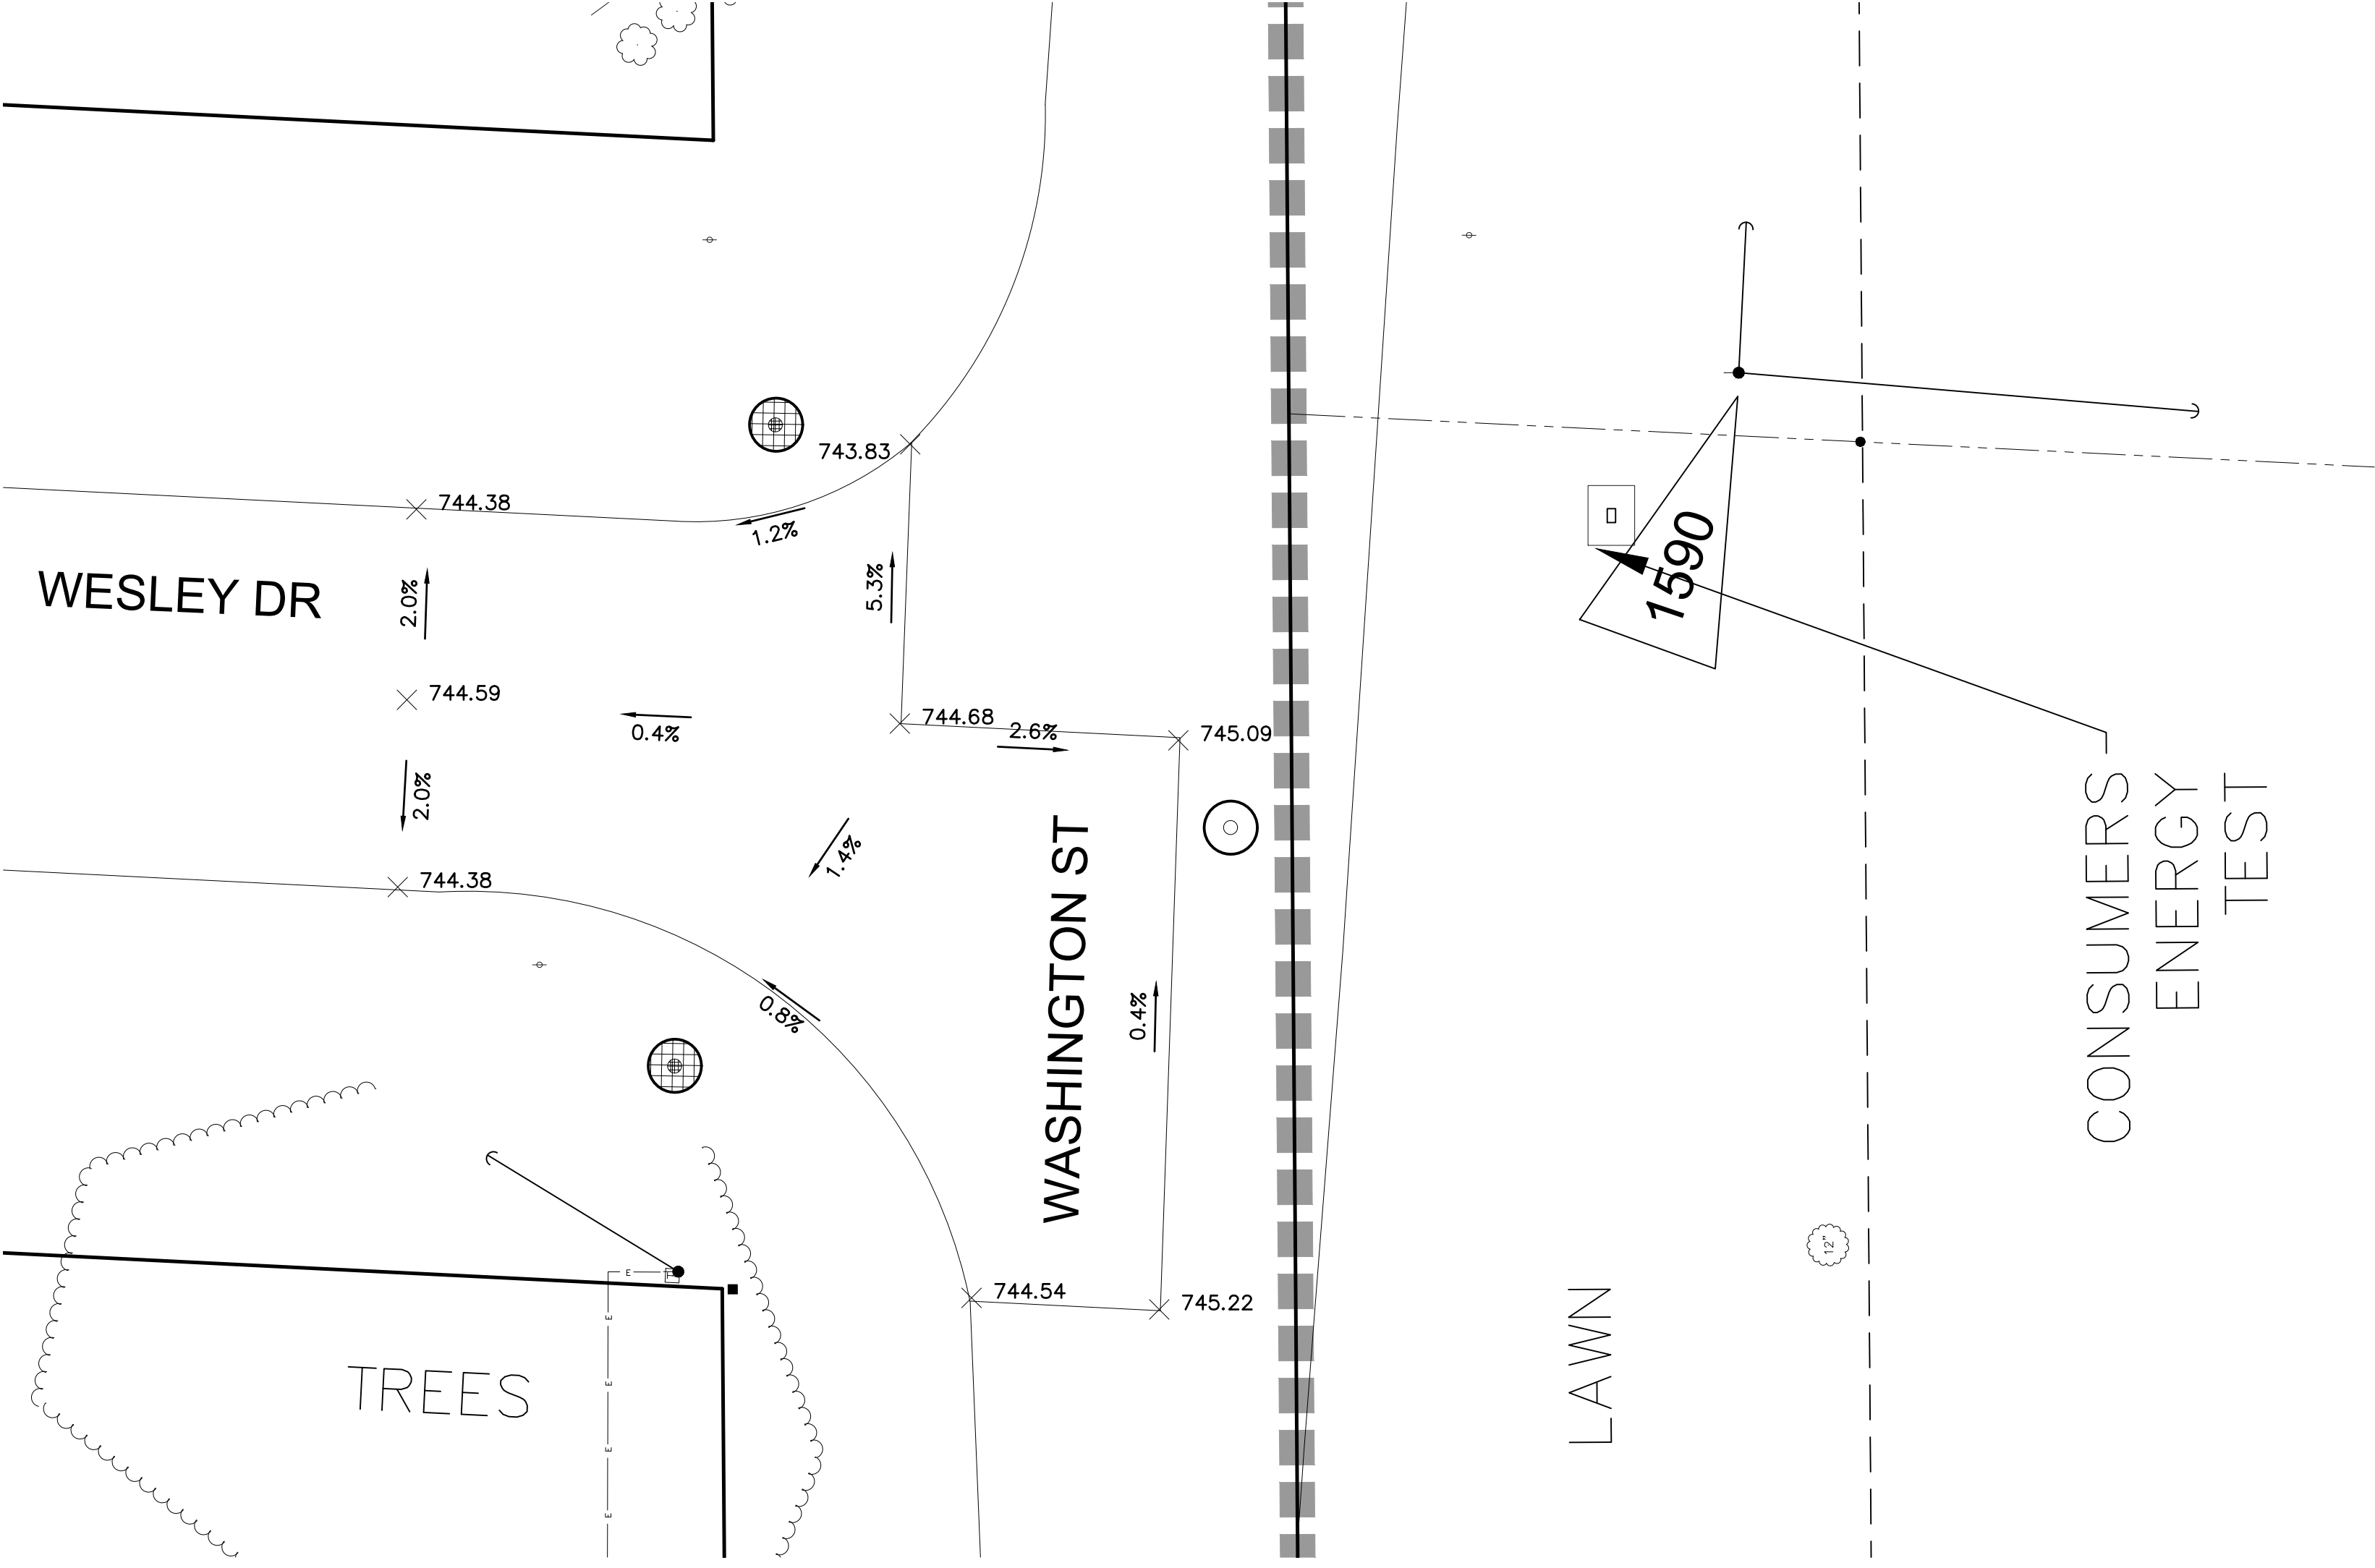 743.83
744.38
1.2%
1590
WESLEY DR
2.0%
5.3%
744.59
744.68
2.6%
745.09
0.4%
2.0%
1.4%
744.38
CONSUMERS
ENERGY
TEST
WASHINGTON ST
0.8%
0.4%
12"
E
T
744.54
745.22
E
LAWN
TREES
E
E
E